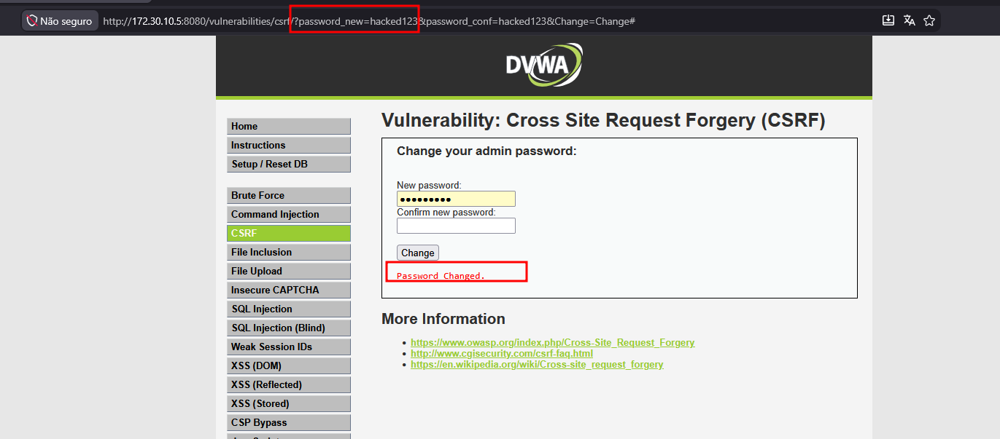 Não seguro http://172.30.10.5:8080/vulnerabilities/csrf/?password_new=hacked123&password_conf=hacked123&Change=Change#
DVWA
Home
Instructions
Setup / Reset DB
Brute Force
Command Injection
CSRF
File Inclusion
File Upload
Insecure CAPTCHA
SQL Injection
SQL Injection (Blind)
Weak Session IDs
XSS (DOM)
XSS (Reflected)
XSS (Stored)
CSP Bypass
Vulnerability: Cross Site Request Forgery (CSRF)
Change your admin password:
New password:
●●●●●●●●●
Confirm new password:
Change
Password Changed.
More Information
https://www.owasp.org/index.php/Cross-Site_Request_Forgery
http://www.cgisecurity.com/csrf-faq.html
https://en.wikipedia.org/wiki/Cross-site_request_forgery